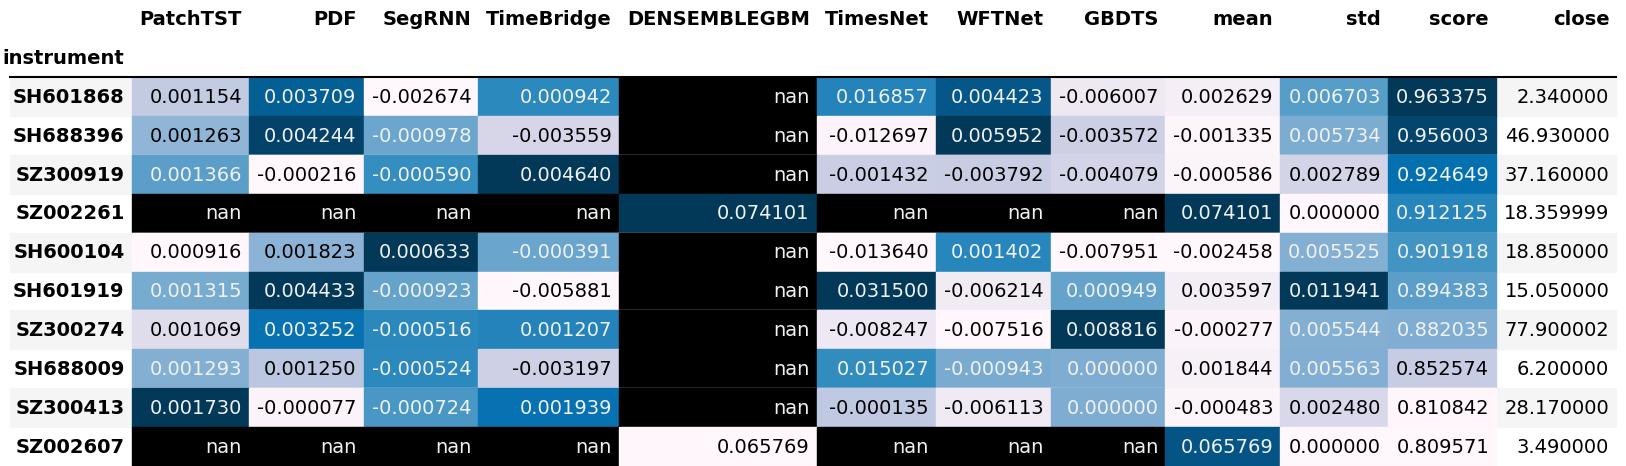 PatchTST PDF SegRNN TimeBridge DENSEMBLEGBM TimesNet WFTNet GBDTS mean std score close
instrument
SH601868 0.001154 0.003709 -0.002674 0.000942 nan 0.016857 0.004423 -0.006007 0.002629 0.006703 0.963375 2.340000
SH688396 0.001263 0.004244 -0.000978 -0.003559 nan -0.012697 0.005952 -0.003572 -0.001335 0.005734 0.956003 46.930000
SZ300919 0.001366 -0.000216 -0.000590 0.004640 nan -0.001432 -0.003792 -0.004079 -0.000586 0.002789 0.924649 37.160000
SZ002261 nan nan nan nan 0.074101 nan nan nan 0.074101 0.000000 0.912125 18.359999
SH600104 0.000916 0.001823 0.000633 -0.000391 nan -0.013640 0.001402 -0.007951 -0.002458 0.005525 0.901918 18.850000
SH601919 0.001315 0.004433 -0.000923 -0.005881 nan 0.031500 -0.006214 0.000949 0.003597 0.011941 0.894383 15.050000
SZ300274 0.001069 0.003252 -0.000516 0.001207 nan -0.008247 -0.007516 0.008816 -0.000277 0.005544 0.882035 77.900002
SH688009 0.001293 0.001250 -0.000524 -0.003197 nan 0.015027 -0.000943 0.000000 0.001844 0.005563 0.852574 6.200000
SZ300413 0.001730 -0.000077 -0.000724 0.001939 nan -0.000135 -0.006113 0.000000 -0.000483 0.002480 0.810842 28.170000
SZ002607 nan nan nan nan 0.065769 nan nan nan 0.065769 0.000000 0.809571 3.490000